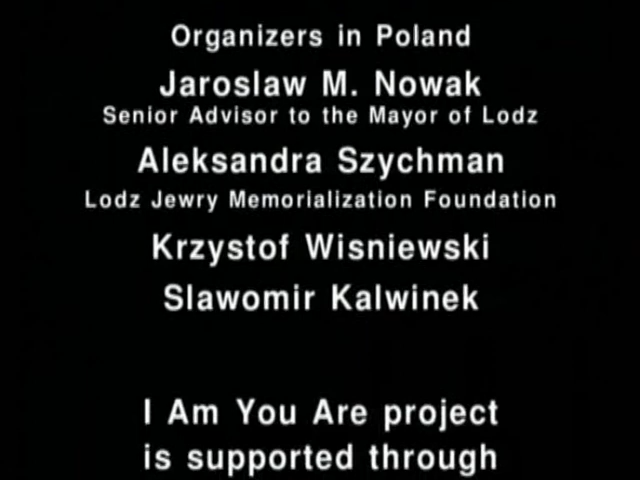 Organizers in Poland
Jaroslaw M. Nowak
Senior Advisor to the Mayor of Lodz
Aleksandra Szychman
Lodz Jewry Memorialization Foundation
Krzystof Wisniewski
Slawomir Kalwinek
I Am You Are project
is supported through